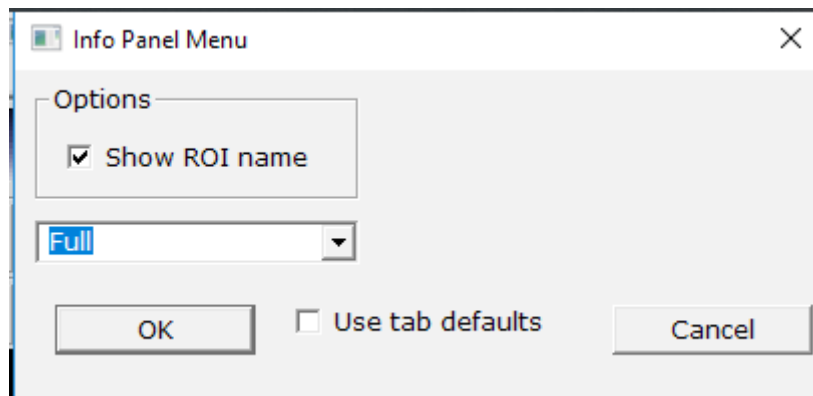 Info Panel Menu
Options
Show ROI name
Full
OK
Use tab defaults
Cancel